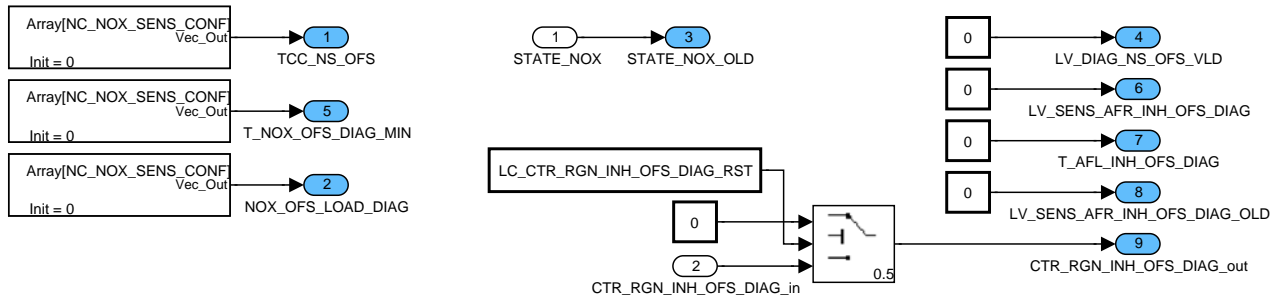 Array[NC_NOX_SENS_CONF]
Vec_Out
Init = 0
1
TCC_NS_OFS
Array[NC_NOX_SENS_CONF]
Vec_Out
Init = 0
5
T_NOX_OFS_DIAG_MIN
Array[NC_NOX_SENS_CONF]
Vec_Out
Init = 0
2
NOX_OFS_LOAD_DIAG
1
STATE_NOX
3
STATE_NOX_OLD
LC_CTR_RGN_INH_OFS_DIAG_RST
0
2
CTR_RGN_INH_OFS_DIAG_in
0.5
0
4
LV_DIAG_NS_OFS_VLD
0
6
LV_SENS_AFR_INH_OFS_DIAG
0
7
T_AFL_INH_OFS_DIAG
0
8
LV_SENS_AFR_INH_OFS_DIAG_OLD
9
CTR_RGN_INH_OFS_DIAG_out